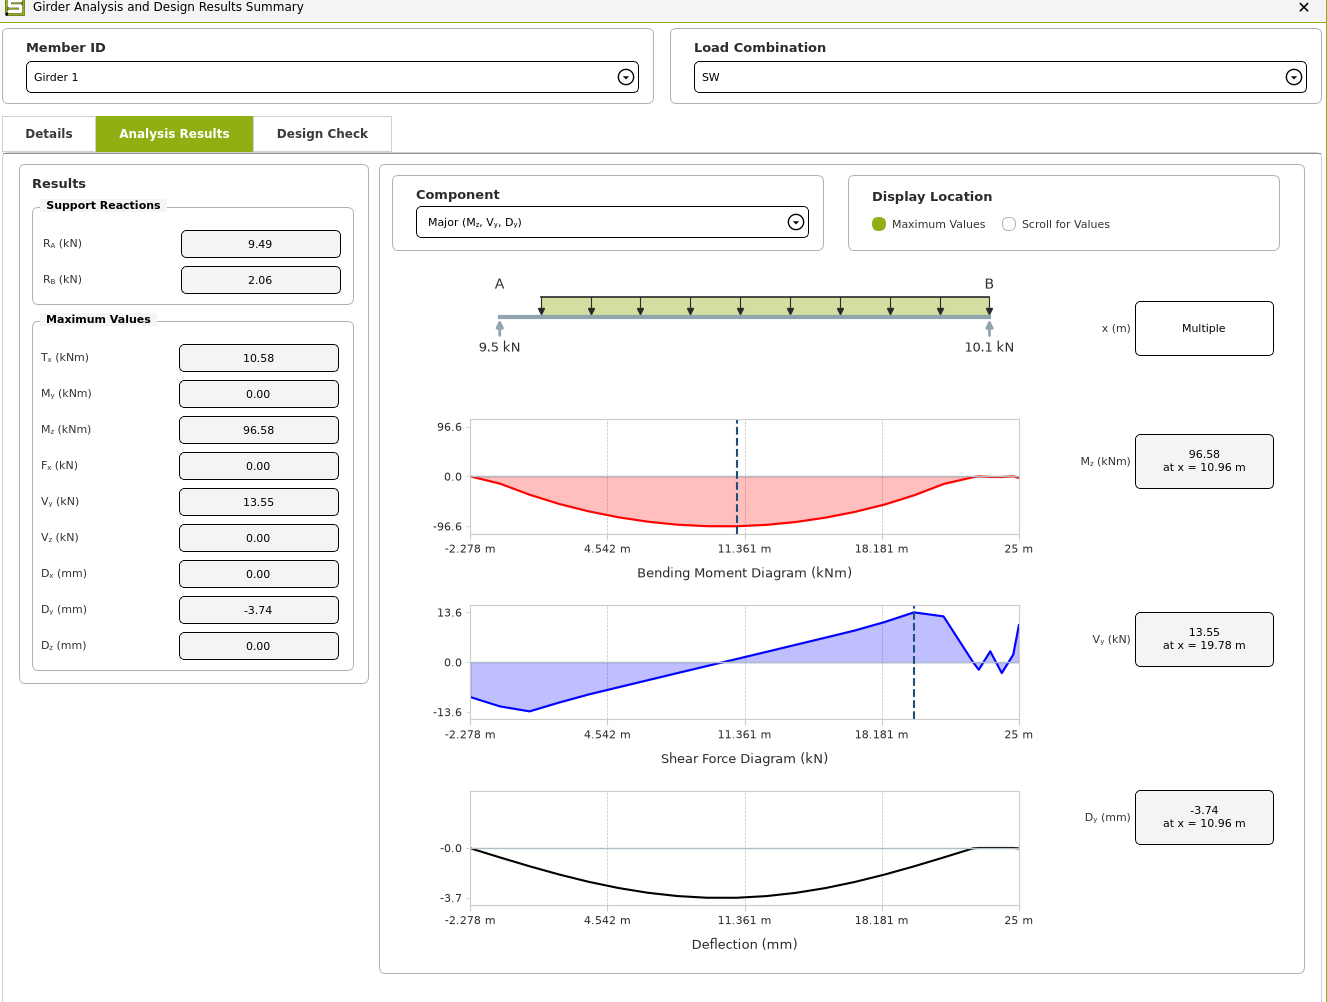 Girder Analysis and Design Results Summary
Member ID
Girder 1
Load Combination
SW
Details
Analysis Results
Design Check
Results
Support Reactions
R_A (kN)
9.49
R_B (kN)
2.06
Maximum Values
Tₓ (kNm)
10.58
Mᵧ (kNm)
0.00
M_z (kNm)
96.58
Fₓ (kN)
0.00
Vᵧ (kN)
13.55
V_z (kN)
0.00
Dₓ (mm)
0.00
Dᵧ (mm)
-3.74
D_z (mm)
0.00
Component
Major (M_z, Vᵧ, Dᵧ)
Display Location
Maximum Values
Scroll for Values
A
B
9.5 kN
10.1 kN
x (m)
Multiple
96.6
0.0
-96.6
-2.278 m
4.542 m
11.361 m
18.181 m
25 m
Bending Moment Diagram (kNm)
M_z (kNm)
96.58
at x = 10.96 m
13.6
0.0
-13.6
-2.278 m
4.542 m
11.361 m
18.181 m
25 m
Shear Force Diagram (kN)
Vᵧ (kN)
13.55
at x = 19.78 m
-0.0
-3.7
-2.278 m
4.542 m
11.361 m
18.181 m
25 m
Deflection (mm)
Dᵧ (mm)
-3.74
at x = 10.96 m